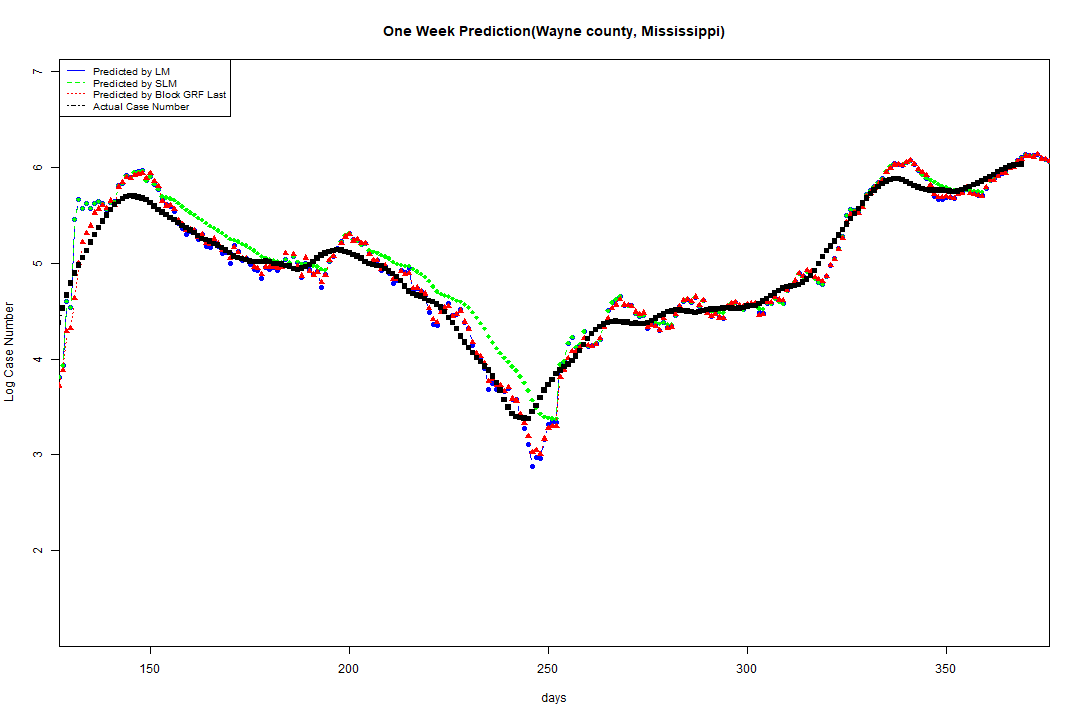 One Week Prediction(Wayne county, Mississippi)
Predicted by LM
Predicted by SLM
Predicted by Block GRF Last
Actual Case Number
7
6
5
4
3
2
Log Case Number
150 200 250 300 350
days